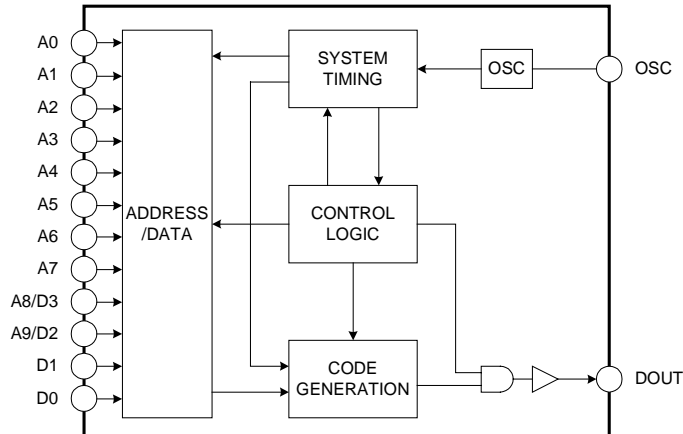 A0
A1
A2
A3
A4
A5
A6
A7
A8/D3
A9/D2
D1
D0
ADDRESS
/DATA
SYSTEM
TIMING
OSC
OSC
CONTROL
LOGIC
CODE
GENERATION
DOUT